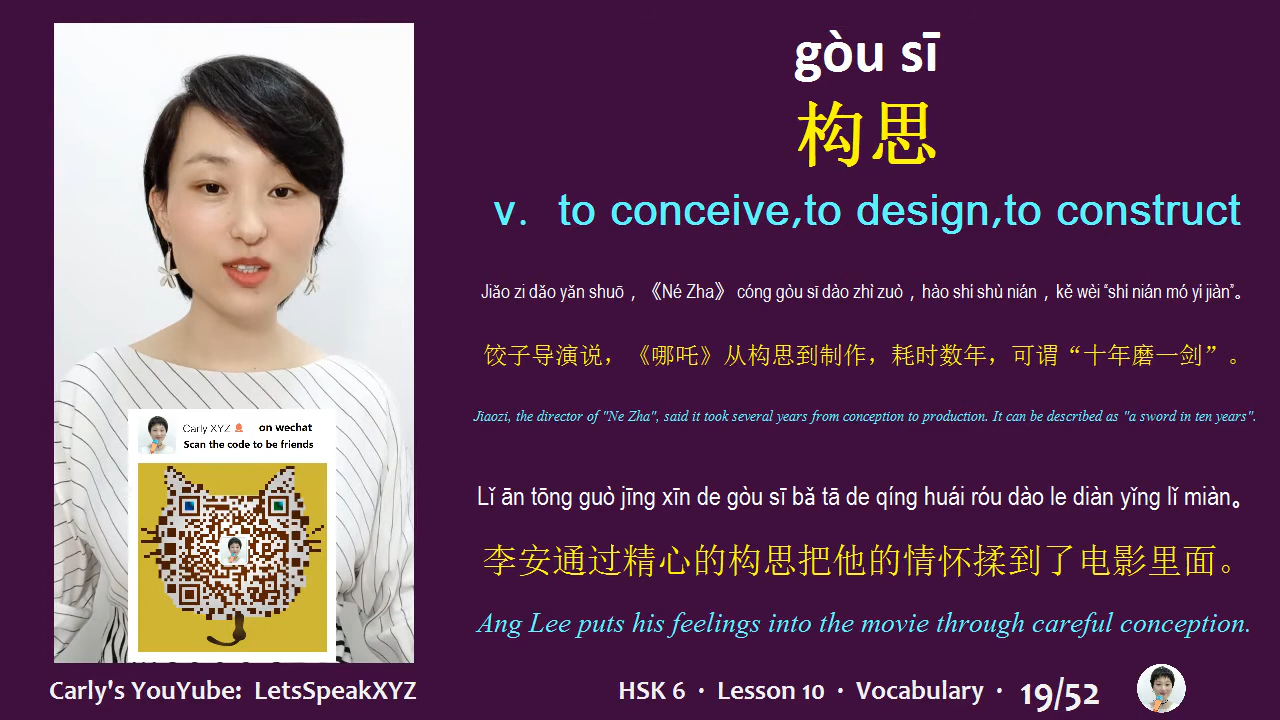 gòu sī
构思
v. to conceive,to design,to construct
Jiǎo zi dǎo yǎn shuō，《Né Zha》 cóng gòu sī dào zhì zuò，hào shí shù nián，kě wèi “shí nián mó yí jiàn”。
饺子导演说，《哪吒》从构思到制作，耗时数年，可谓“十年磨一剑”。
Jiaozi, the director of "Ne Zha", said it took several years from conception to production. It can be described as "a sword in ten years".
Lǐ ān tōng guò jīng xīn de gòu sī bǎ tā de qíng huái róu dào le diàn yǐng lǐ miàn。
李安通过精心的构思把他的情怀揉到了电影里面。
Ang Lee puts his feelings into the movie through careful conception.
Carly XYZ on wechat
Scan the code to be friends
Carly's YouYube: LetsSpeakXYZ
HSK 6 · Lesson 10 · Vocabulary · 19/52